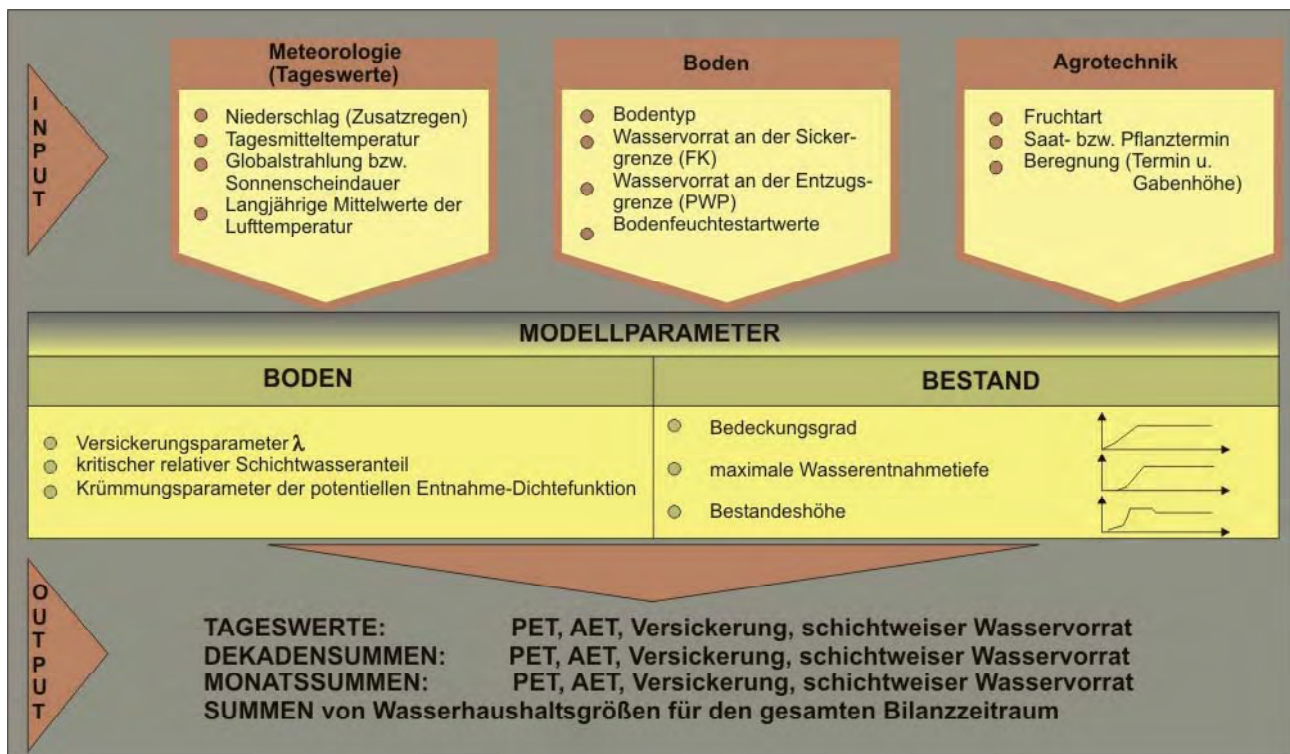 INPUT
Meteorologie
(Tageswerte)
Niederschlag (Zusatzregen)
Tagesmitteltemperatur
Globalstrahlung bzw.
Sonnenscheindauer
Langjährige Mittelwerte der
Lufttemperatur
Boden
Bodentyp
Wasservorrat an der Sicker-
grenze (FK)
Wasservorrat an der Entzugs-
grenze (PWP)
Bodenfeuchtestartwerte
Agrotechnik
Fruchtart
Saat- bzw. Pflanztermin
Beregnung (Termin u.
Gabenhöhe)
MODELLPARAMETER
BODEN
Versickerungsparameter λ
kritischer relativer Schichtwasseranteil
Krümmungsparameter der potentiellen Entnahme-Dichtefunktion
BESTAND
Bedeckungsgrad
maximale Wasserentnahmetiefe
Bestandeshöhe
OUTPUT
TAGESWERTE: PET, AET, Versickerung, schichtweiser Wasservorrat
DEKADENSUMMEN: PET, AET, Versickerung, schichtweiser Wasservorrat
MONATSSUMMEN: PET, AET, Versickerung, schichtweiser Wasservorrat
SUMMEN von Wasserhaushaltsgrößen für den gesamten Bilanzzeitraum